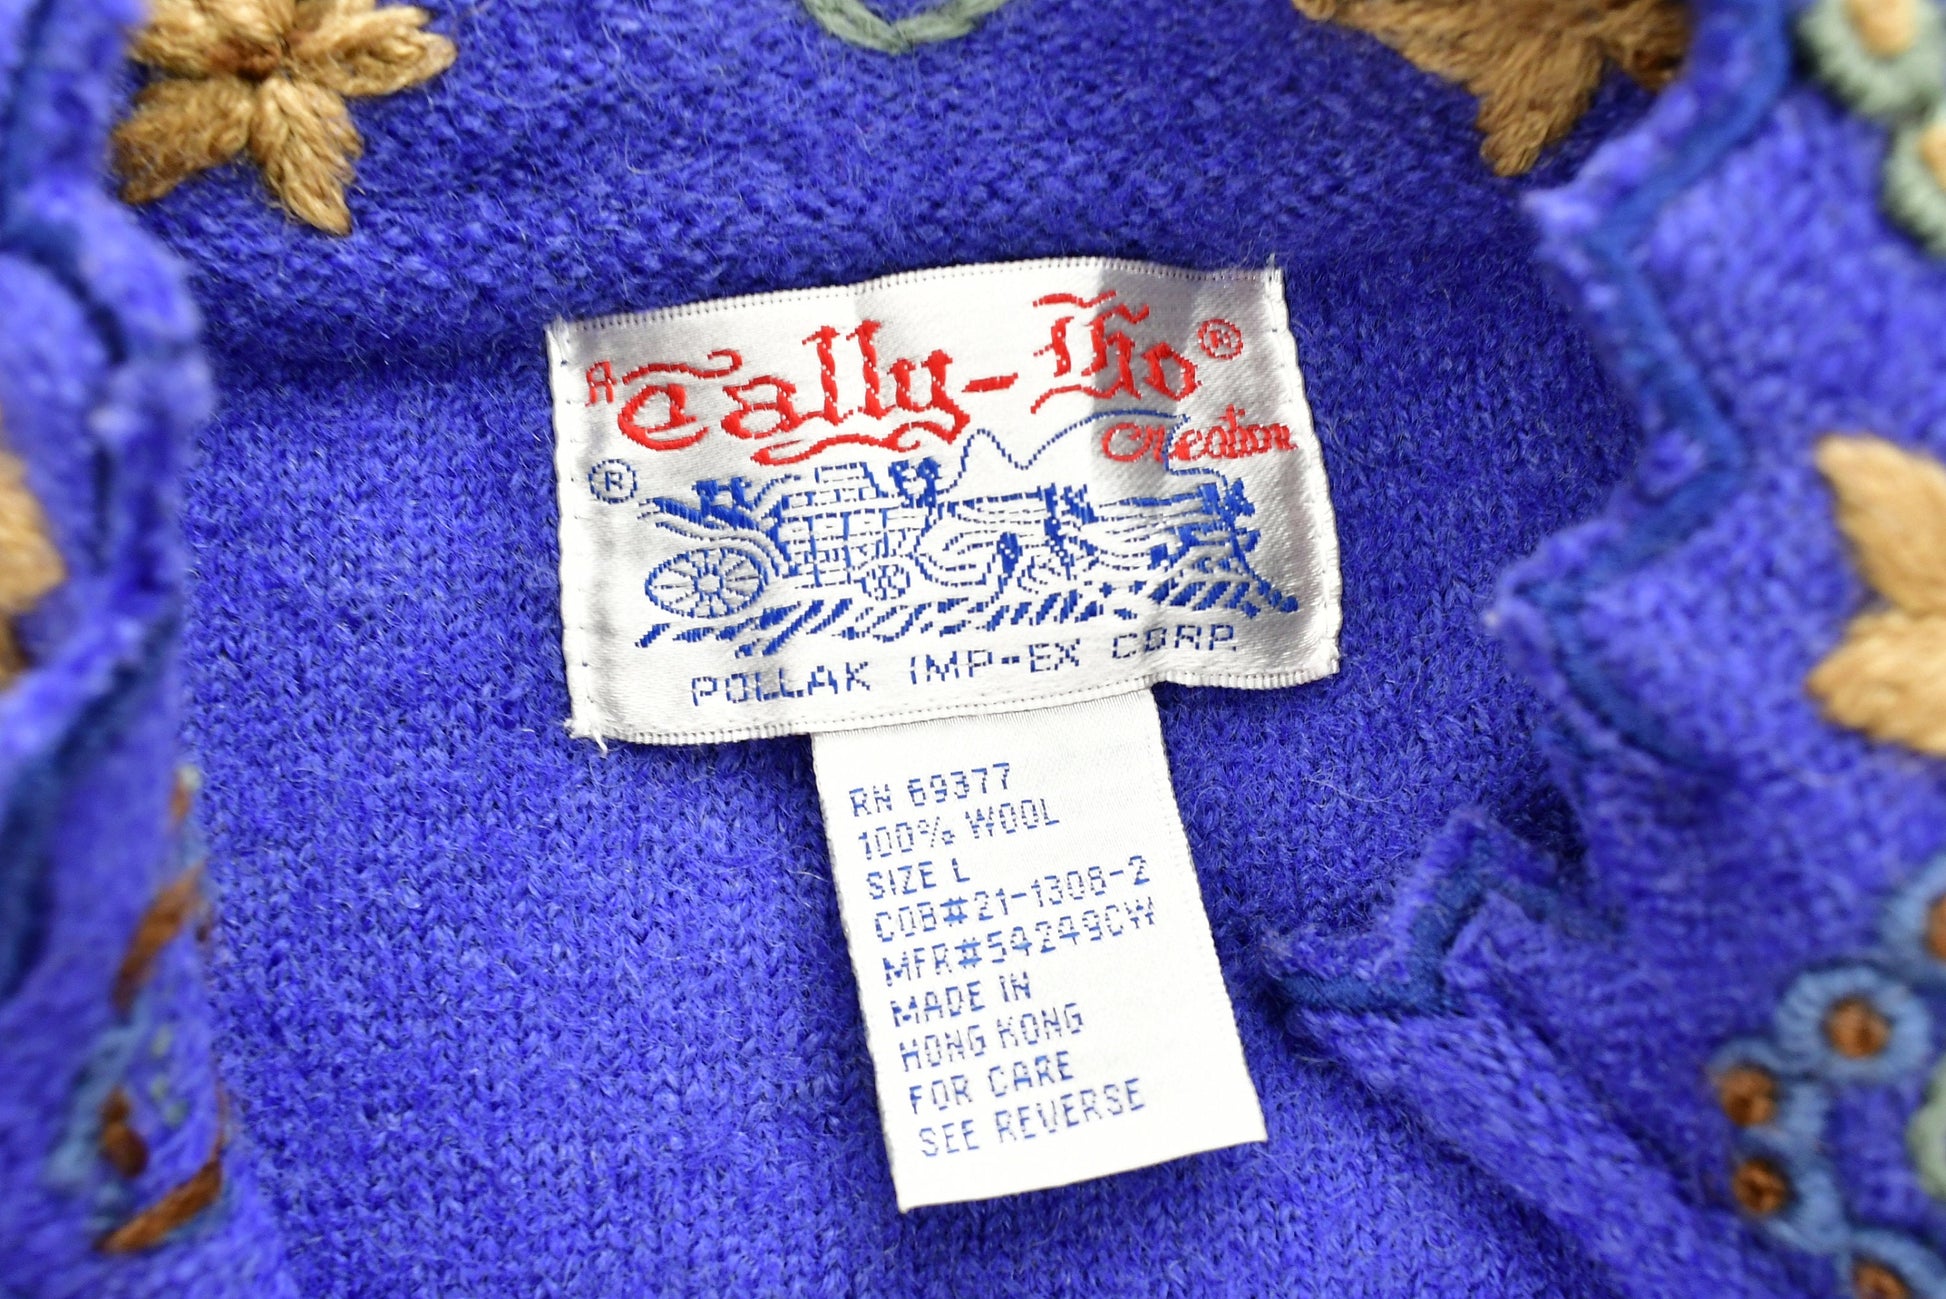 A Tally-Ho®
Creation
®
POLLAK IMP-EX CORP.
RN 69377
100% WOOL
SIZE L
COB#21-1308-2
MFR#54249CW
MADE IN
HONG KONG
FOR CARE
SEE REVERSE